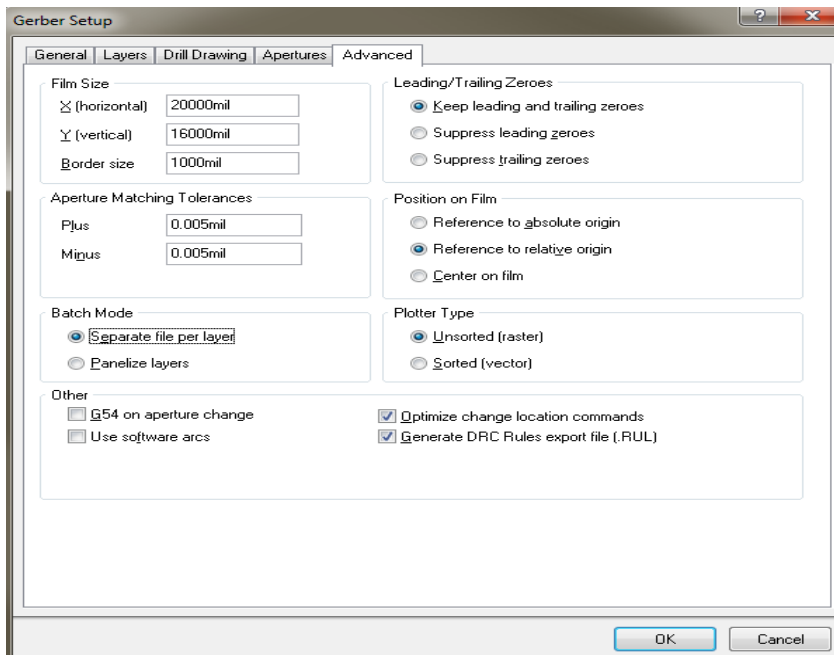 Gerber Setup
General Layers Drill Drawing Apertures Advanced
Film Size
X (horizontal) 20000mil
Y (vertical) 16000mil
Border size 1000mil
Leading/Trailing Zeroes
Keep leading and trailing zeroes
Suppress leading zeroes
Suppress trailing zeroes
Aperture Matching Tolerances
Plus 0.005mil
Minus 0.005mil
Position on Film
Reference to absolute origin
Reference to relative origin
Center on film
Batch Mode
Separate file per layer
Panelize layers
Plotter Type
Unsorted (raster)
Sorted (vector)
Other
G54 on aperture change
Use software arcs
Optimize change location commands
Generate DRC Rules export file (.RUL)
OK Cancel